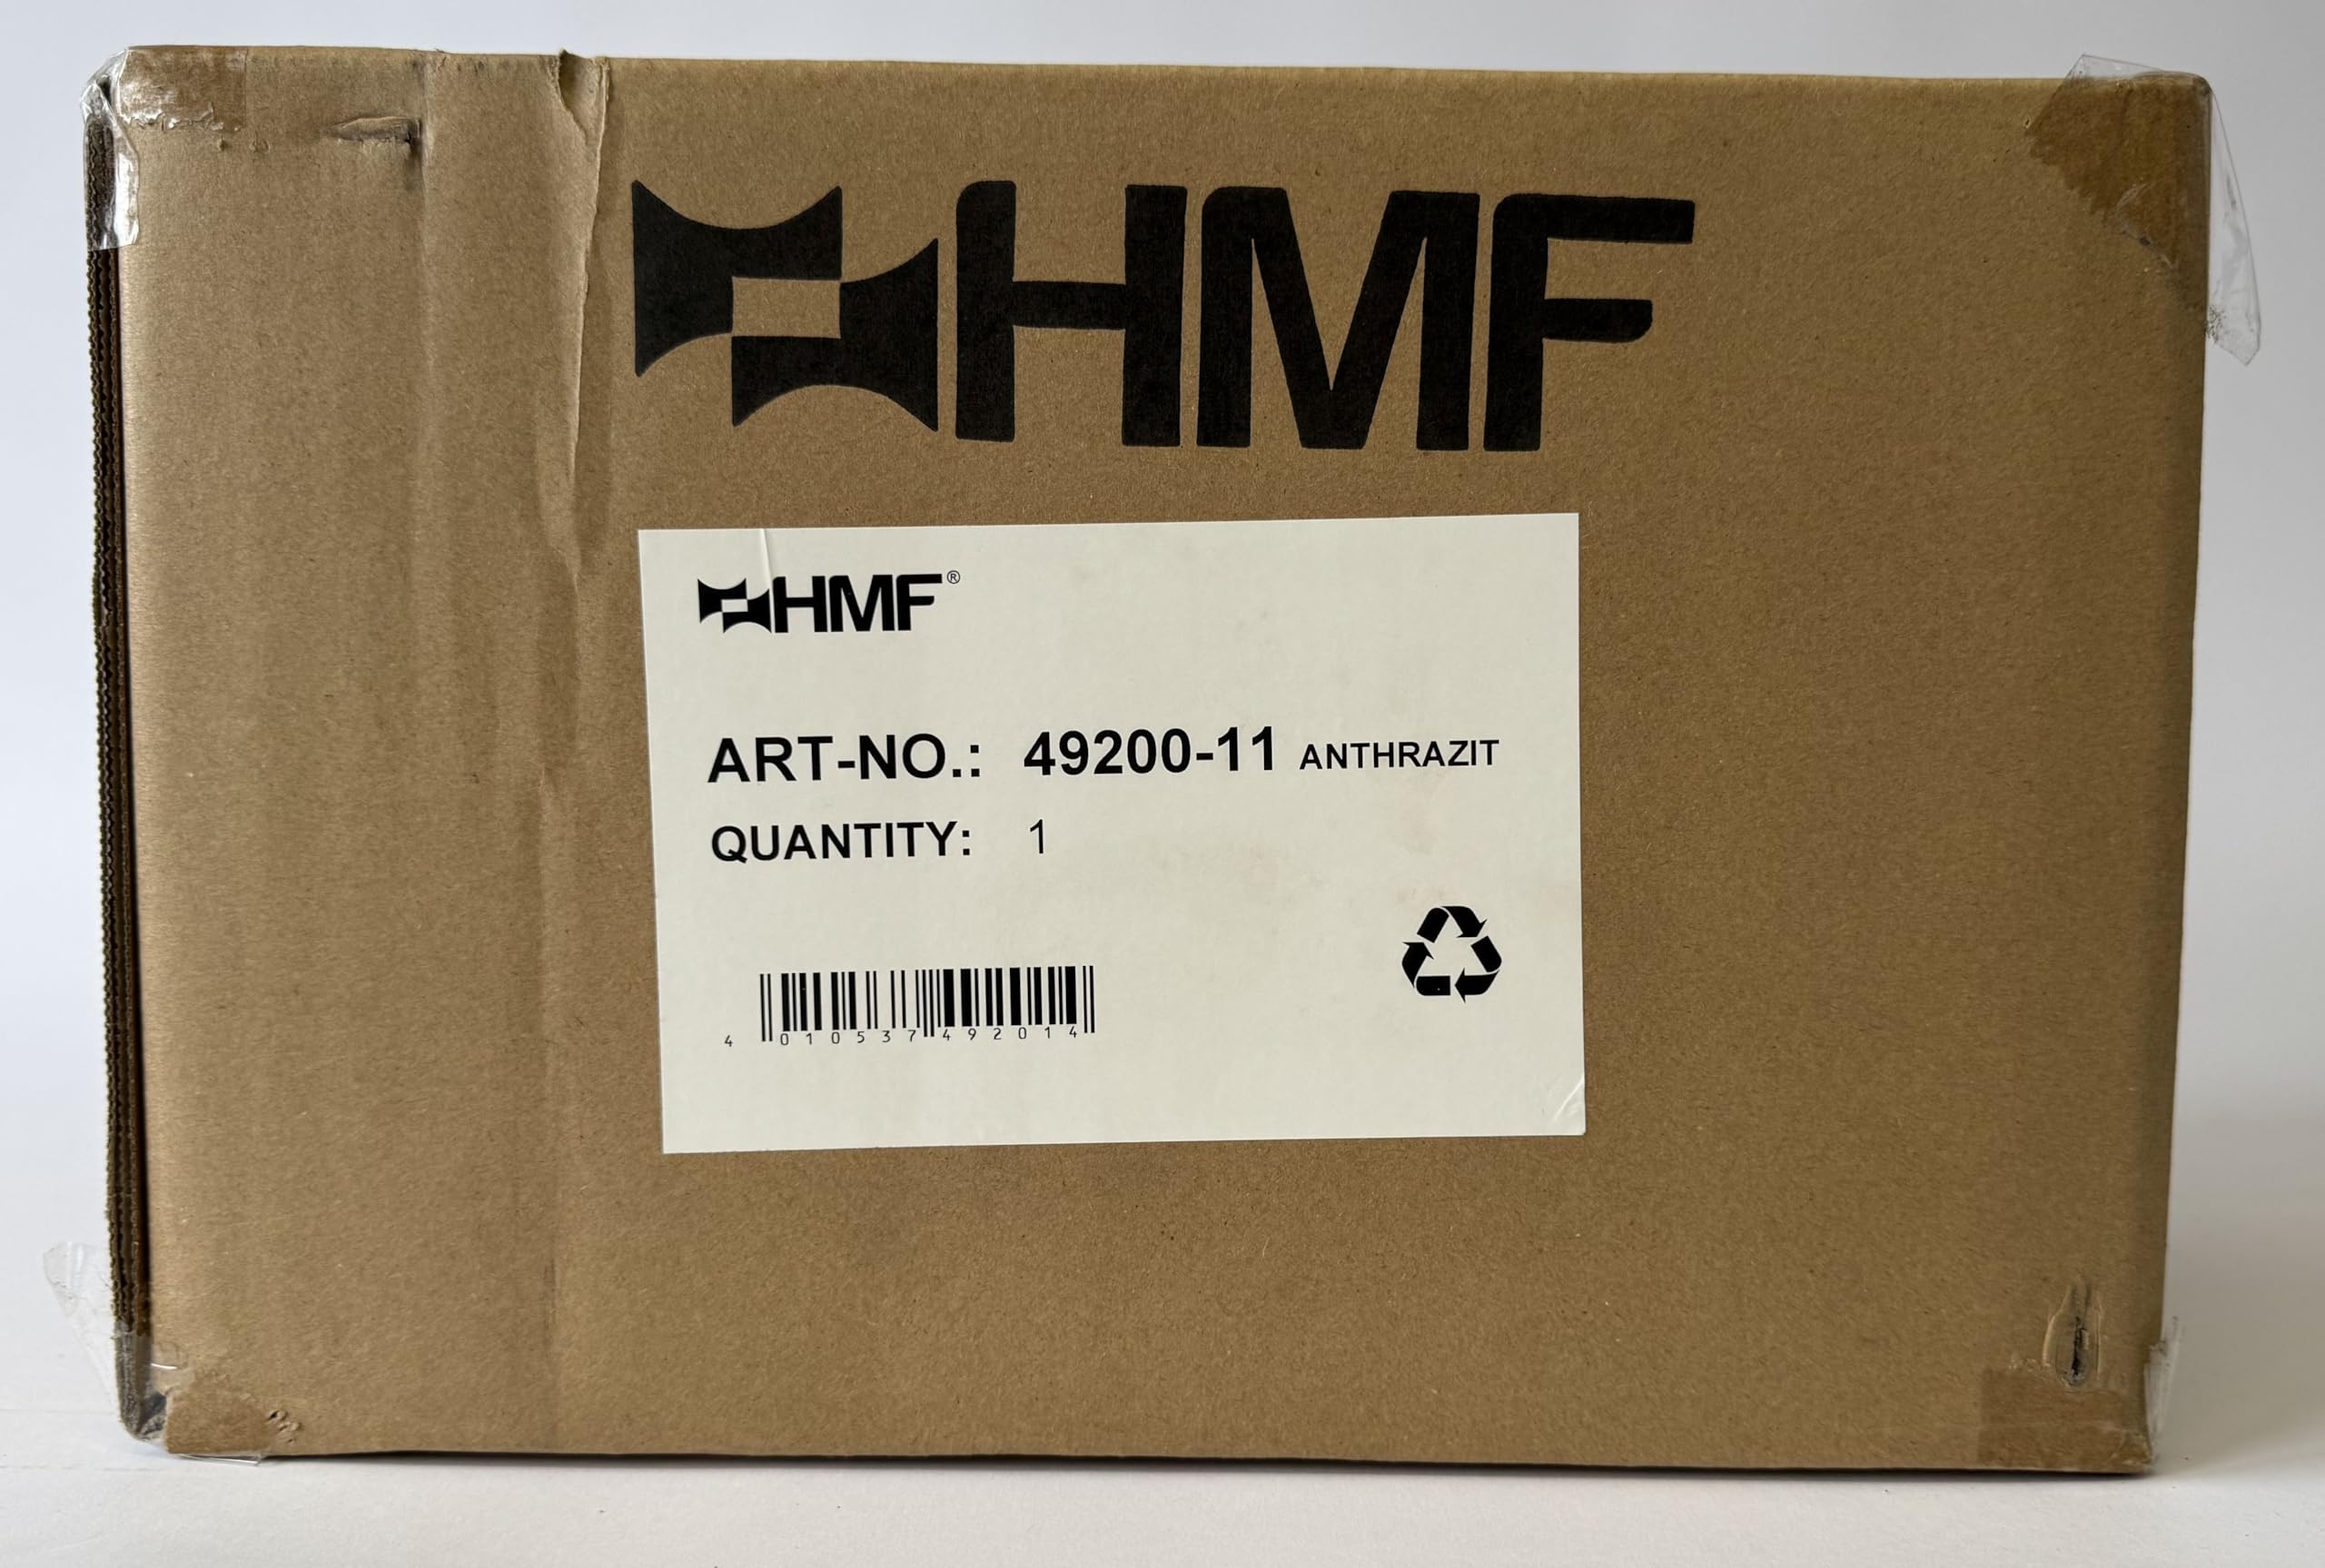 HMF
HMF®
ART-NO.: 49200-11 ANTHRAZIT
QUANTITY: 1
4 010537 492014